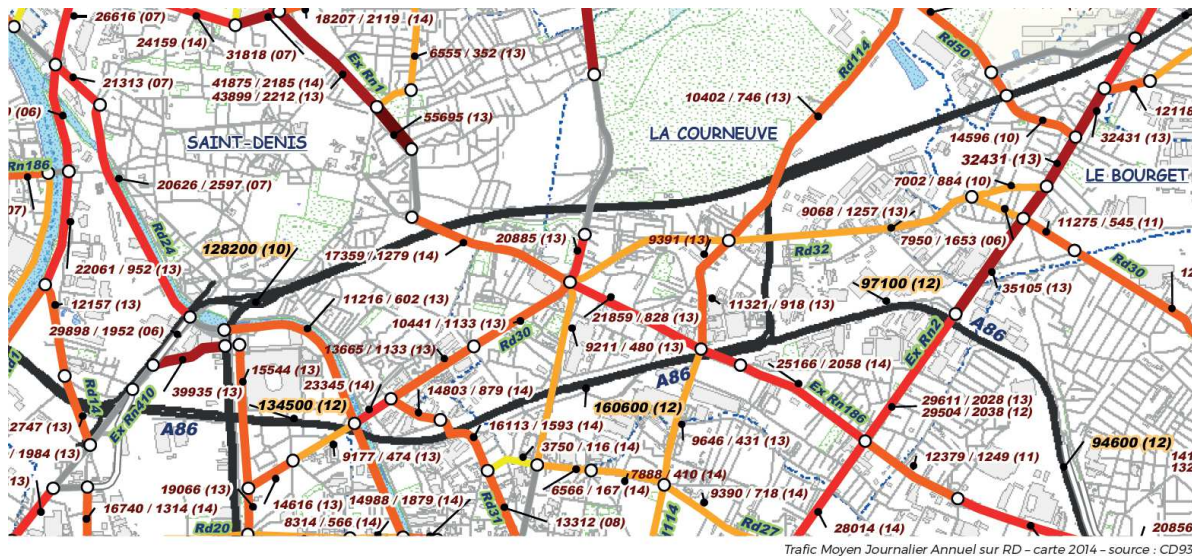 26616 (07)
24159 (14)
31818 (07)
18207 / 2119 (14)
6555 / 352 (13)
Rd50
Rd114
21313 (07)
41875 / 2185 (14)
43899 / 2212 (13)
Ex Rn1
55695 (13)
10402 / 746 (13)
12118
(06)
SAINT-DENIS
LA COURNEUVE
14596 (10)
32431 (13)
32431 (13)
LE BOURGET
Rn186
20626 / 2597 (07)
7002 / 884 (10)
07)
Rd24
128200 (10)
20885 (13)
9391 (13)
9068 / 1257 (13)
Rd32
7950 / 1653 (06)
11275 / 545 (11)
17359 / 1279 (14)
22061 / 952 (13)
Rd30
97100 (12)
35105 (13)
12157 (13)
11216 / 602 (13)
11321 / 918 (13)
21859 / 828 (13)
10441 / 1133 (13)
Rd30
29898 / 1952 (06)
9211 / 480 (13)
13665 / 1133 (13)
Ex Rn2
A86
25166 / 2058 (14)
15544 (13)
39935 (13)
23345 (14)
14803 / 879 (14)
A86
Ex Rn186
29611 / 2028 (13)
29504 / 2038 (12)
134500 (12)
160600 (12)
Rd14
Ex Rn410
A86
2747 (13)
16113 / 1593 (14)
9646 / 431 (13)
94600 (12)
/ 1984 (13)
9177 / 474 (13)
3750 / 116 (14)
12379 / 1249 (11)
13)
19066 (13)
14616 (13)
14988 / 1879 (14)
6566 / 167 (14)
7888 / 410 (14)
9390 / 718 (14)
16740 / 1314 (14)
Rd20
8314 / 566 (14)
Rd31
13312 (08)
Rd27
28014 (14)
20856
Trafic Moyen Journalier Annuel sur RD – carte 2014 – source : CD93